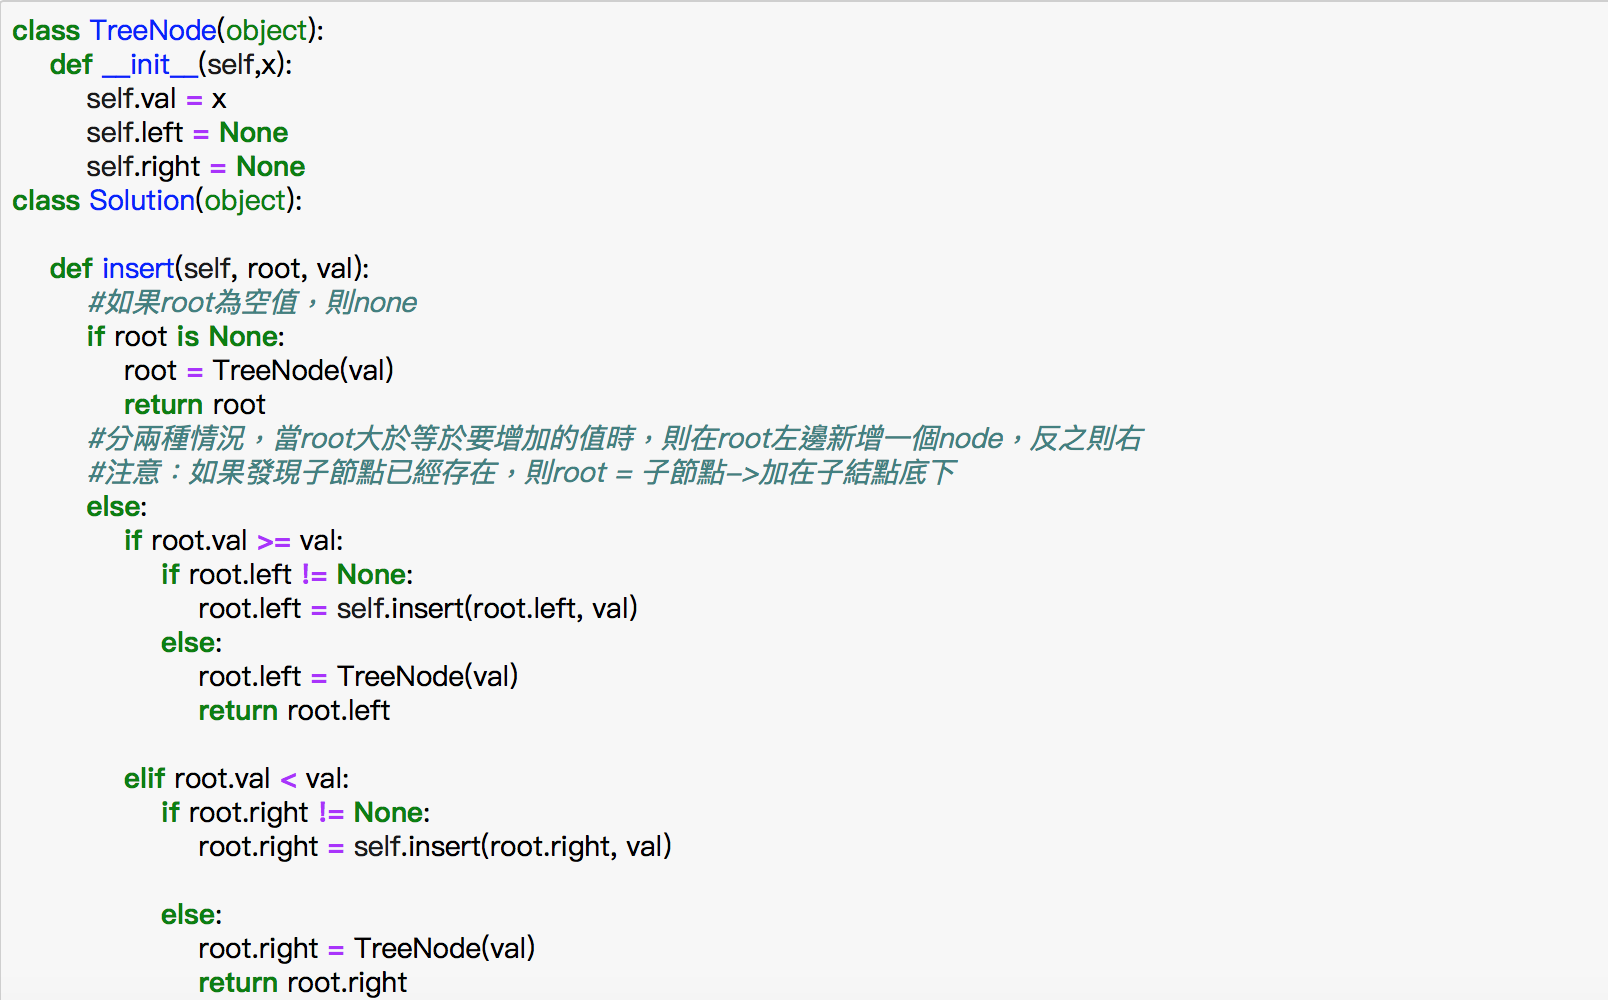 class TreeNode(object):
def __init__(self,x):
self.val = x
self.left = None
self.right = None
class Solution(object):
def insert(self, root, val):
#如果root為空值，則none
if root is None:
root = TreeNode(val)
return root
#分兩種情況，當root大於等於要增加的值時，則在root左邊新增一個node，反之則右
#注意：如果發現子節點已經存在，則root = 子節點->加在子結點底下
else:
if root.val >= val:
if root.left != None:
root.left = self.insert(root.left, val)
else:
root.left = TreeNode(val)
return root.left
elif root.val < val:
if root.right != None:
root.right = self.insert(root.right, val)
else:
root.right = TreeNode(val)
return root.right